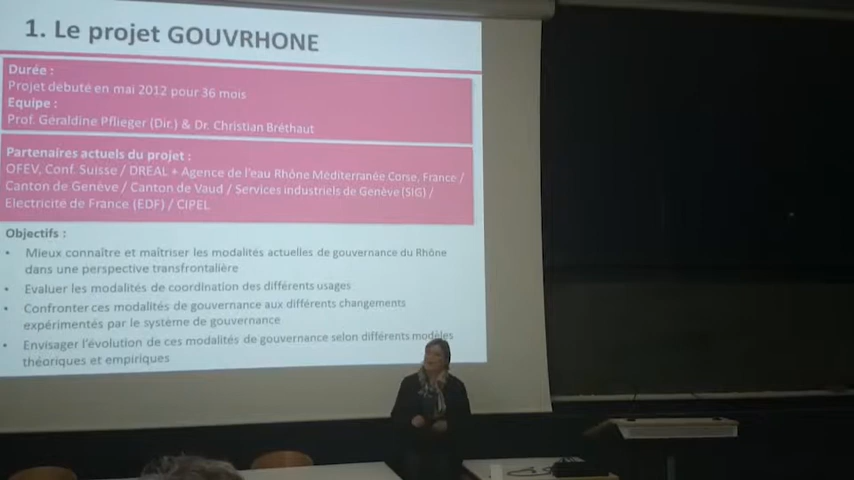 1. Le projet GOUVRHONE
Durée :
Projet débuté en mai 2012 pour 36 mois
Equipe :
Prof. Géraldine Pflieger (Dir.) & Dr. Christian Bréthaut
Partenaires actuels du projet :
OFEV, Conf. Suisse / DREAL + Agence de l'eau Rhône Méditerranée Corse, France /
Canton de Genève / Canton de Vaud / Services industriels de Genève (SIG) /
Electricité de France (EDF) / CIPEL
Objectifs :
• Mieux connaître et maîtriser les modalités actuelles de gouvernance du Rhône
dans une perspective transfrontalière
• Evaluer les modalités de coordination des différents usages
• Confronter ces modalités de gouvernance aux différents changements
expérimentés par le système de gouvernance
• Envisager l'évolution de ces modalités de gouvernance selon différents modèles
théoriques et empiriques